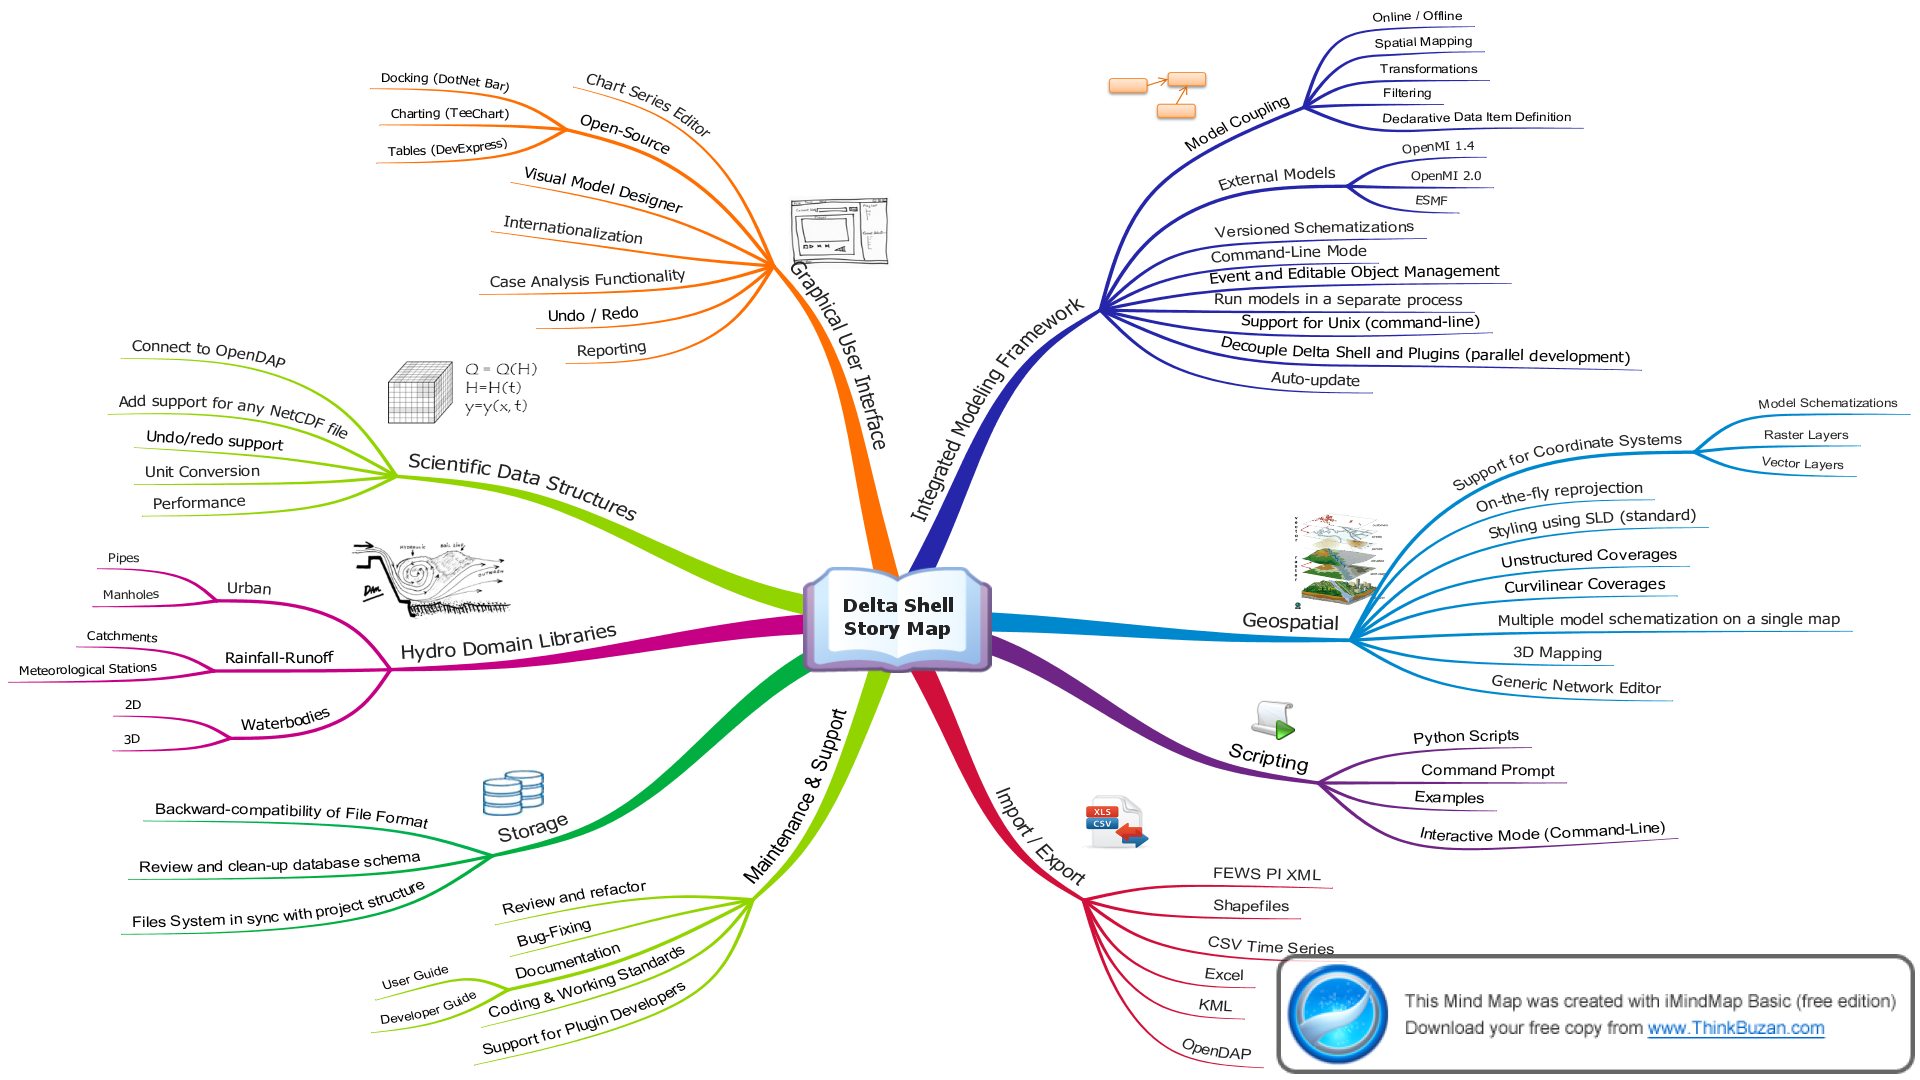 Delta Shell
Story Map
Graphical User Interface
Chart Series Editor
Open-Source
Docking (DotNet Bar)
Charting (TeeChart)
Tables (DevExpress)
Visual Model Designer
Internationalization
Case Analysis Functionality
Undo / Redo
Reporting
Integrated Modeling Framework
Model Coupling
Online / Offline
Spatial Mapping
Transformations
Filtering
Declarative Data Item Definition
External Models
OpenMI 1.4
OpenMI 2.0
ESMF
Versioned Schematizations
Command-Line Mode
Event and Editable Object Management
Run models in a separate process
Support for Unix (command-line)
Decouple Delta Shell and Plugins (parallel development)
Auto-update
Scientific Data Structures
Q = Q(H)
H=H(t)
y=y(x,t)
Connect to OpenDAP
Add support for any NetCDF file
Undo/redo support
Unit Conversion
Performance
Geospatial
Support for Coordinate Systems
Model Schematizations
Raster Layers
Vector Layers
On-the-fly reprojection
Styling using SLD (standard)
Unstructured Coverages
Curvilinear Coverages
Multiple model schematization on a single map
3D Mapping
Generic Network Editor
Hydro Domain Libraries
Urban
Pipes
Manholes
Rainfall-Runoff
Catchments
Meteorological Stations
Waterbodies
2D
3D
Scripting
Python Scripts
Command Prompt
Examples
Interactive Mode (Command-Line)
Storage
Backward-compatibility of File Format
Review and clean-up database schema
Files System in sync with project structure
Maintenance & Support
Review and refactor
Bug-Fixing
Documentation
User Guide
Developer Guide
Coding & Working Standards
Support for Plugin Developers
Import / Export
XLS
CSV
FEWS PI XML
Shapefiles
CSV Time Series
Excel
KML
OpenDAP
This Mind Map was created with iMindMap Basic (free edition)
Download your free copy from www.ThinkBuzan.com